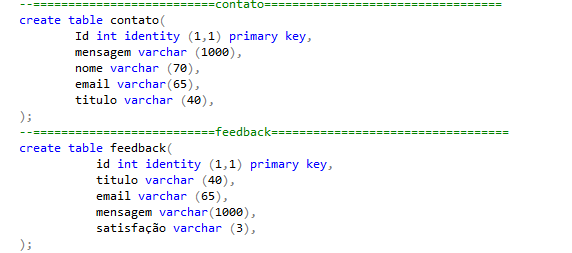 --==========================contato==================================
create table contato(
Id int identity (1,1) primary key,
mensagem varchar (1000),
nome varchar (70),
email varchar(65),
titulo varchar (40),
);
--==========================feedback==================================
create table feedback(
id int identity (1,1) primary key,
titulo varchar (40),
email varchar (65),
mensagem varchar(1000),
satisfação varchar (3),
);